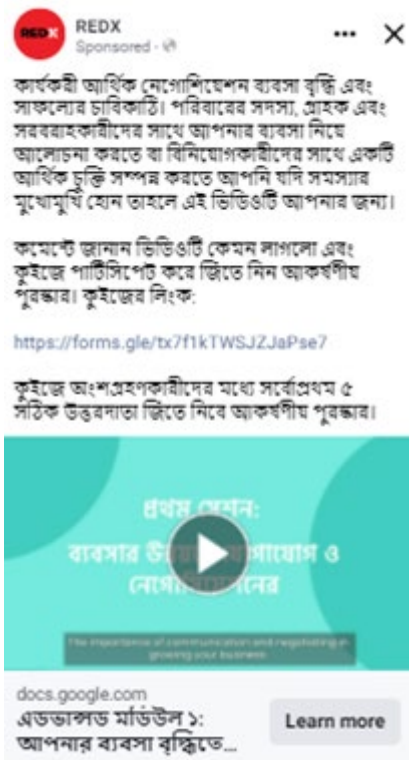 REDX
REDX
Sponsored ·
কার্যকরী আর্থিক নেগোশিয়েশন ব্যবসা বৃদ্ধি এবং
সাফল্যের চাবিকাঠি। পরিবারের সদস্য, গ্রাহক এবং
সরবরাহকারীদের সাথে আপনার ব্যবসা নিয়ে
আলোচনা করতে বা বিনিয়োগকারীদের সাথে একটি
আর্থিক চুক্তি সম্পন্ন করতে আপনি যদি সমস্যার
মুখোমুখি হোন তাহলে এই ভিডিওটি আপনার জন্য।
কমেন্টে জানান ভিডিওটি কেমন লাগলো এবং
কুইজে পার্টিসিপেট করে জিতে নিন আকর্ষণীয়
পুরস্কার। কুইজের লিংক:
https://forms.gle/tx7f1kTWSJZJaPse7
কুইজে অংশগ্রহণকারীদের মধ্যে সর্বোপ্রথম ৫
সঠিক উত্তরদাতা জিতে নিবে আকর্ষণীয় পুরস্কার।
প্রথম সেশন:
ব্যবসার ও
The importance of communication and negotiating in
growing your business
docs.google.com
এডভান্সড মডিউল ১:
আপনার ব্যবসা বৃদ্ধিতে...
Learn more